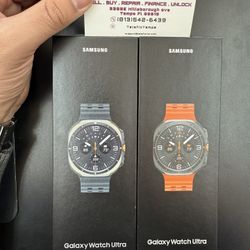 SELL . BUY . REPAIR . FINANCE . UNLOCK
Hillsborough ave
Tampa Fl
(813)542-6439
SAMSUNG
SAMSUNG
Galaxy Watch Ultra
Galaxy Watch Ultra